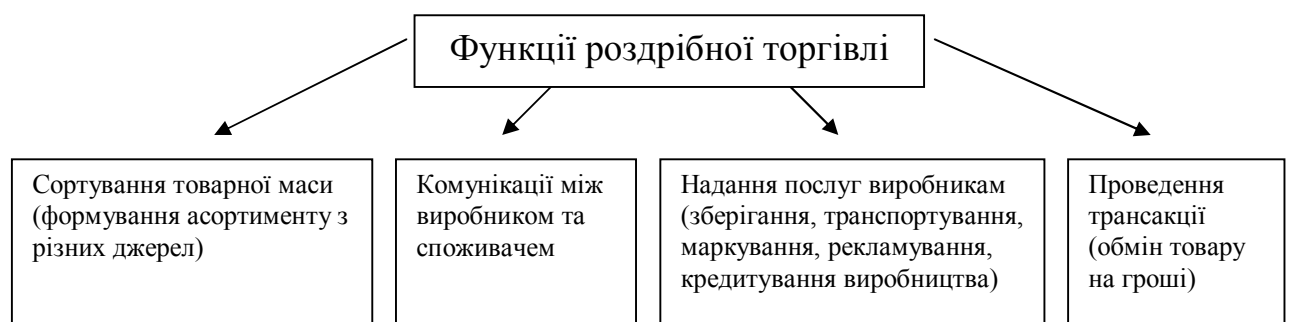 Функції роздрібної торгівлі
Сортування товарної маси
(формування асортименту з
різних джерел)
Комунікації між
виробником та
споживачем
Надання послуг виробникам
(зберігання, транспортування,
маркування, рекламування,
кредитування виробництва)
Проведення
трансакції
(обмін товару
на гроші)